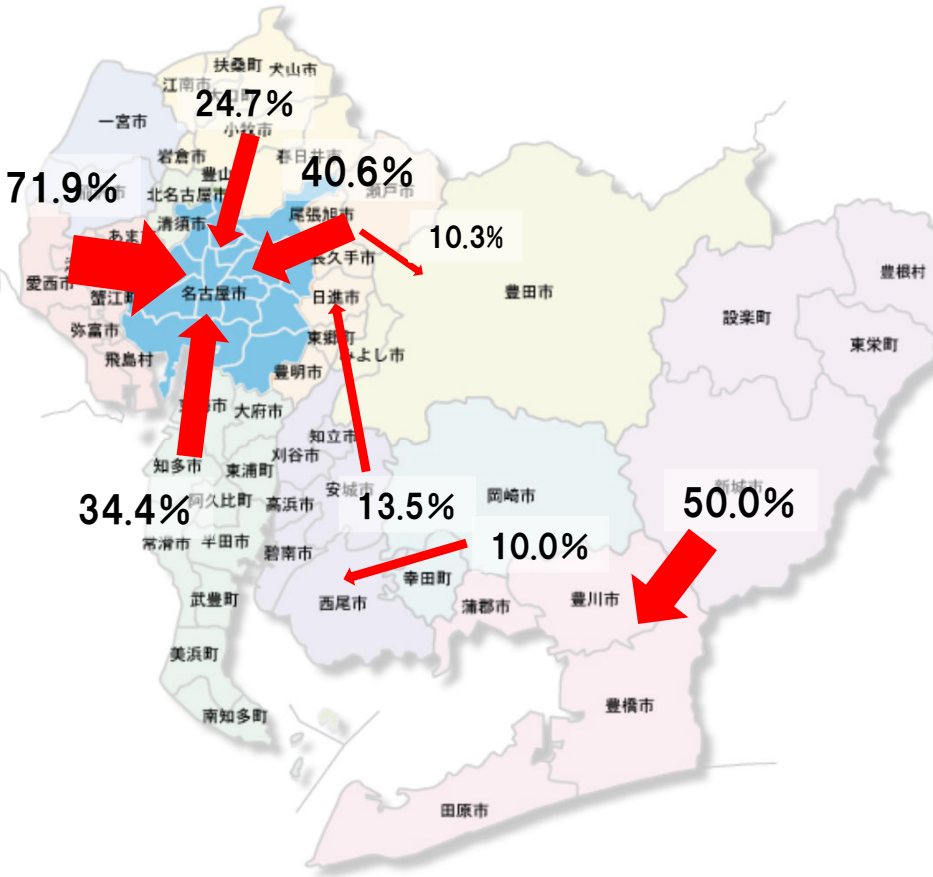 扶桑町
犬山市
江南市
24.7%
一宮市
小牧市
岩倉市
春日井市
豊山
71.9%
40.6%
瀬戸市
北名古屋市
尾張旭市
清須市
あま
10.3%
長久手市
愛西市
蟹江町
名古屋市
日進市
豊田市
豊根村
設楽町
弥富市
東郷町
みよし市
東栄町
飛島村
豊明市
市
大府市
知立市
刈谷市
知多市
東浦町
安城市
新城市
岡崎市
阿久比町
高浜市
34.4%
13.5%
50.0%
常滑市
半田市
碧南市
10.0%
幸田町
武豊町
西尾市
蒲郡市
豊川市
美浜町
南知多町
豊橋市
田原市